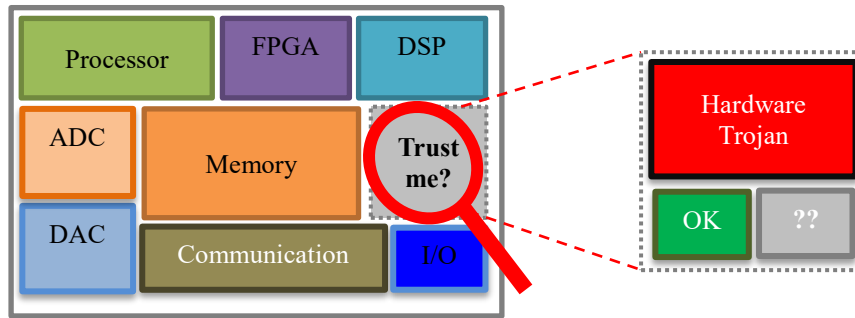 Processor
FPGA
DSP
ADC
Memory
Trust
me?
DAC
Communication
I/O
Hardware
Trojan
OK
??